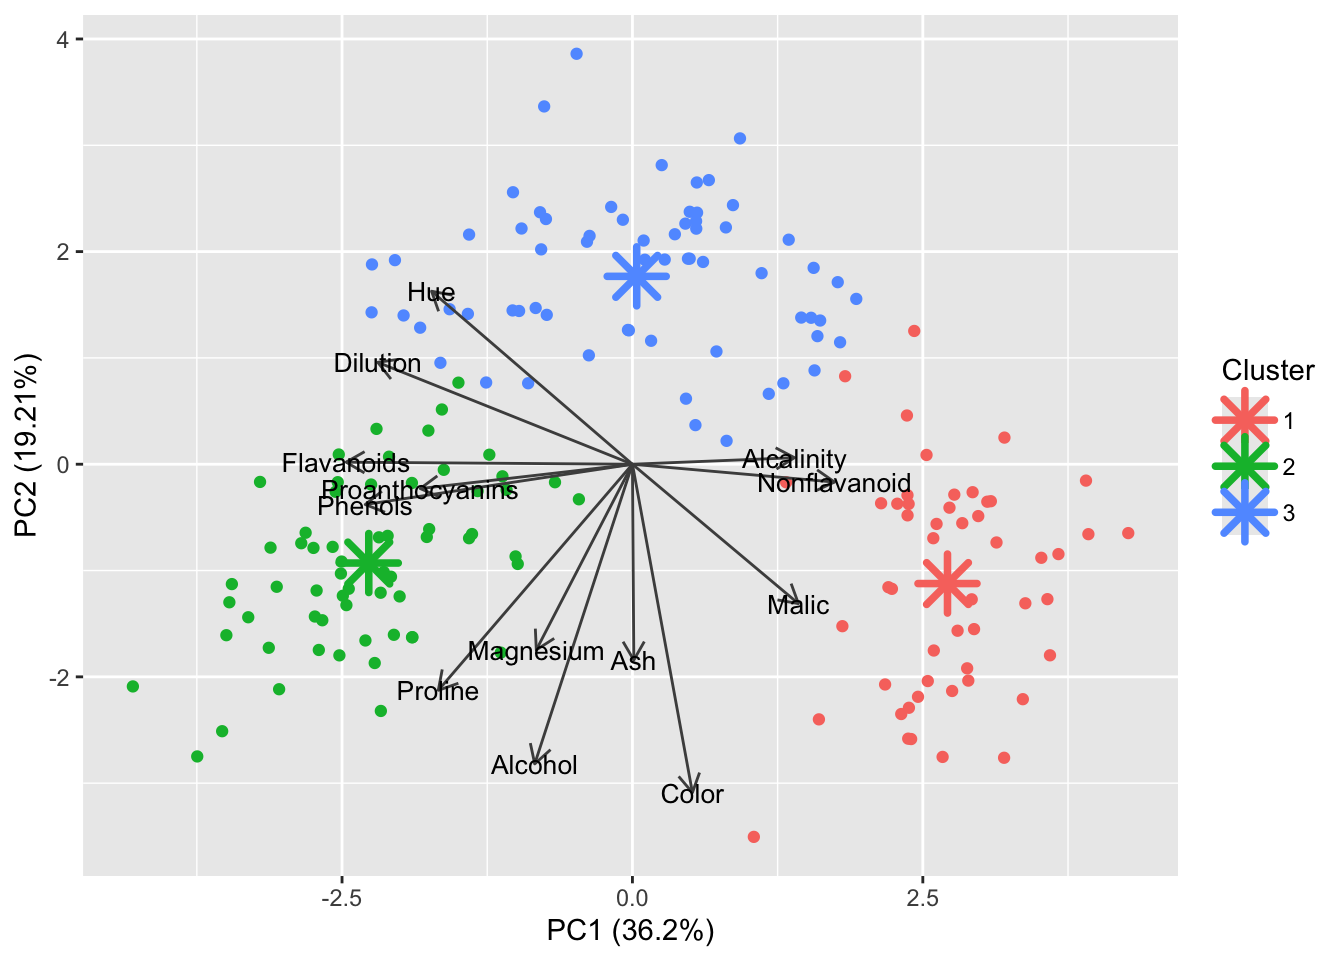 4
2
0
-2
PC2 (19.21%)
Hue
Dilution
Flavanoids
Alcalinity
Nonflavanoid
Proanthocyanins
Phenols
Malic
Magnesium
Ash
Proline
Alcohol
Color
-2.5
0.0
2.5
PC1 (36.2%)
Cluster
1
2
3